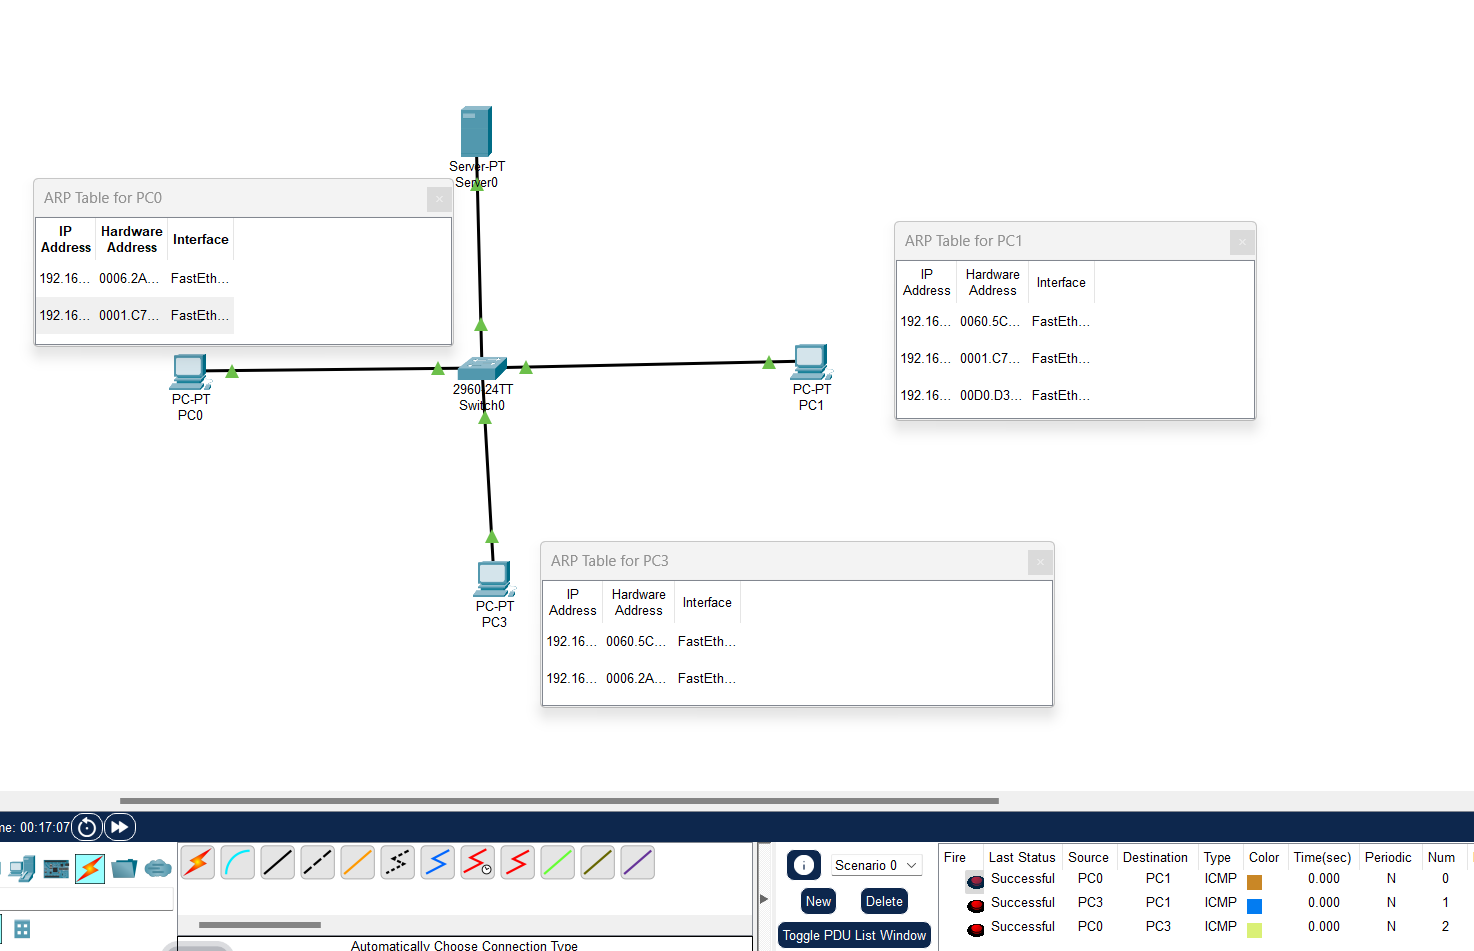 Server-PT
Server0
ARP Table for PC0
IP Address Hardware Address Interface
192.16... 0006.2A... FastEth...
192.16... 0001.C7... FastEth...
ARP Table for PC1
IP Address Hardware Address Interface
192.16... 0060.5C... FastEth...
192.16... 0001.C7... FastEth...
192.16... 00D0.D3... FastEth...
PC-PT
PC0
2960-24TT
Switch0
PC-PT
PC1
ARP Table for PC3
IP Address Hardware Address Interface
192.16... 0060.5C... FastEth...
192.16... 0006.2A... FastEth...
PC-PT
PC3
me: 00:17:07
Automatically Choose Connection Type
Scenario 0
New Delete
Toggle PDU List Window
Fire Last Status Source Destination Type Color Time(sec) Periodic Num
Successful PC0 PC1 ICMP 0.000 N 0
Successful PC3 PC1 ICMP 0.000 N 1
Successful PC0 PC3 ICMP 0.000 N 2